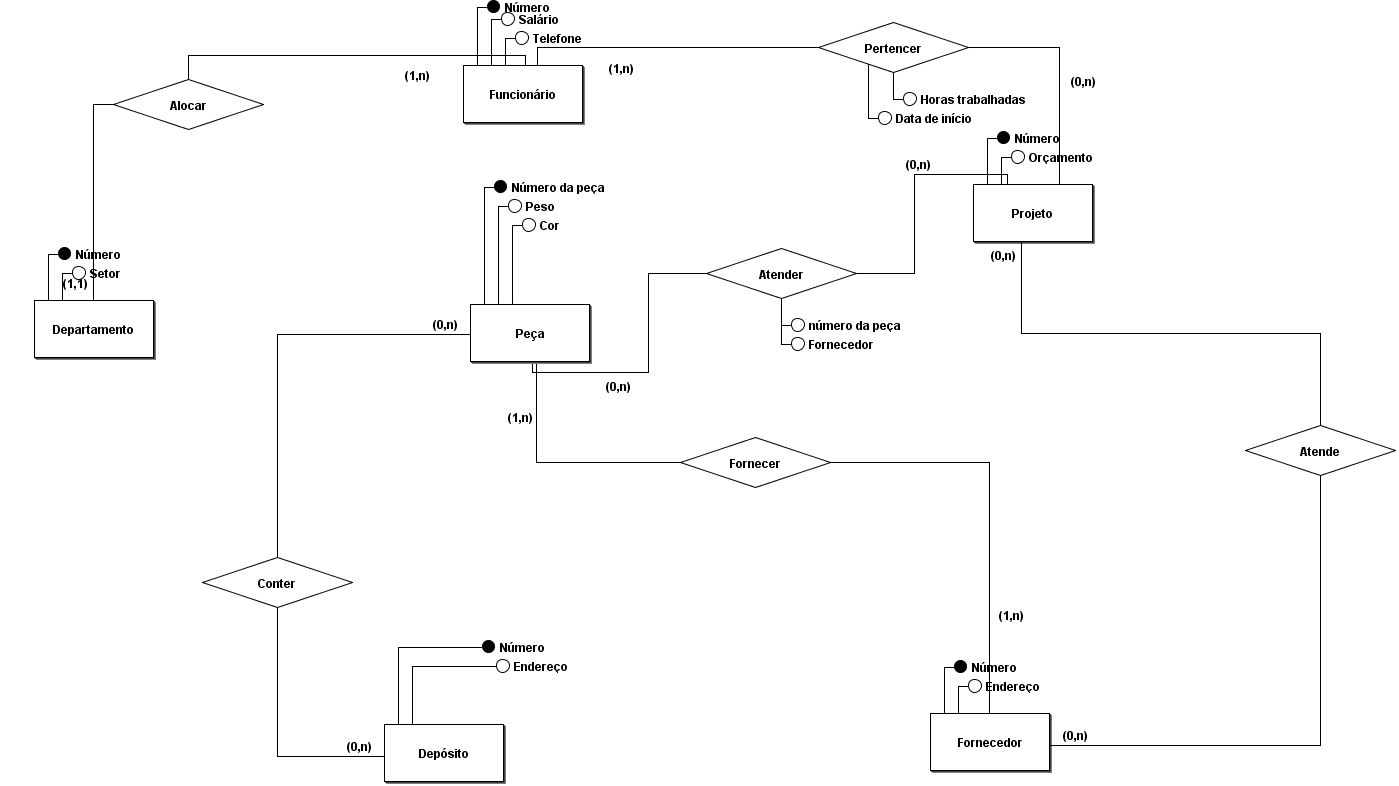 Número
Salário
Telefone
(1,n)
Funcionário
(1,n)
Pertencer
(0,n)
Horas trabalhadas
Data de início
Alocar
Número
Orçamento
(0,n)
Projeto
(0,n)
Número da peça
Peso
Cor
Número
Setor
(1,1)
Departamento
Atender
número da peça
Fornecedor
(0,n)
Peça
(0,n)
(1,n)
Fornecer
Atende
Conter
(1,n)
Número
Endereço
Número
Endereço
(0,n)
Depósito
Fornecedor
(0,n)